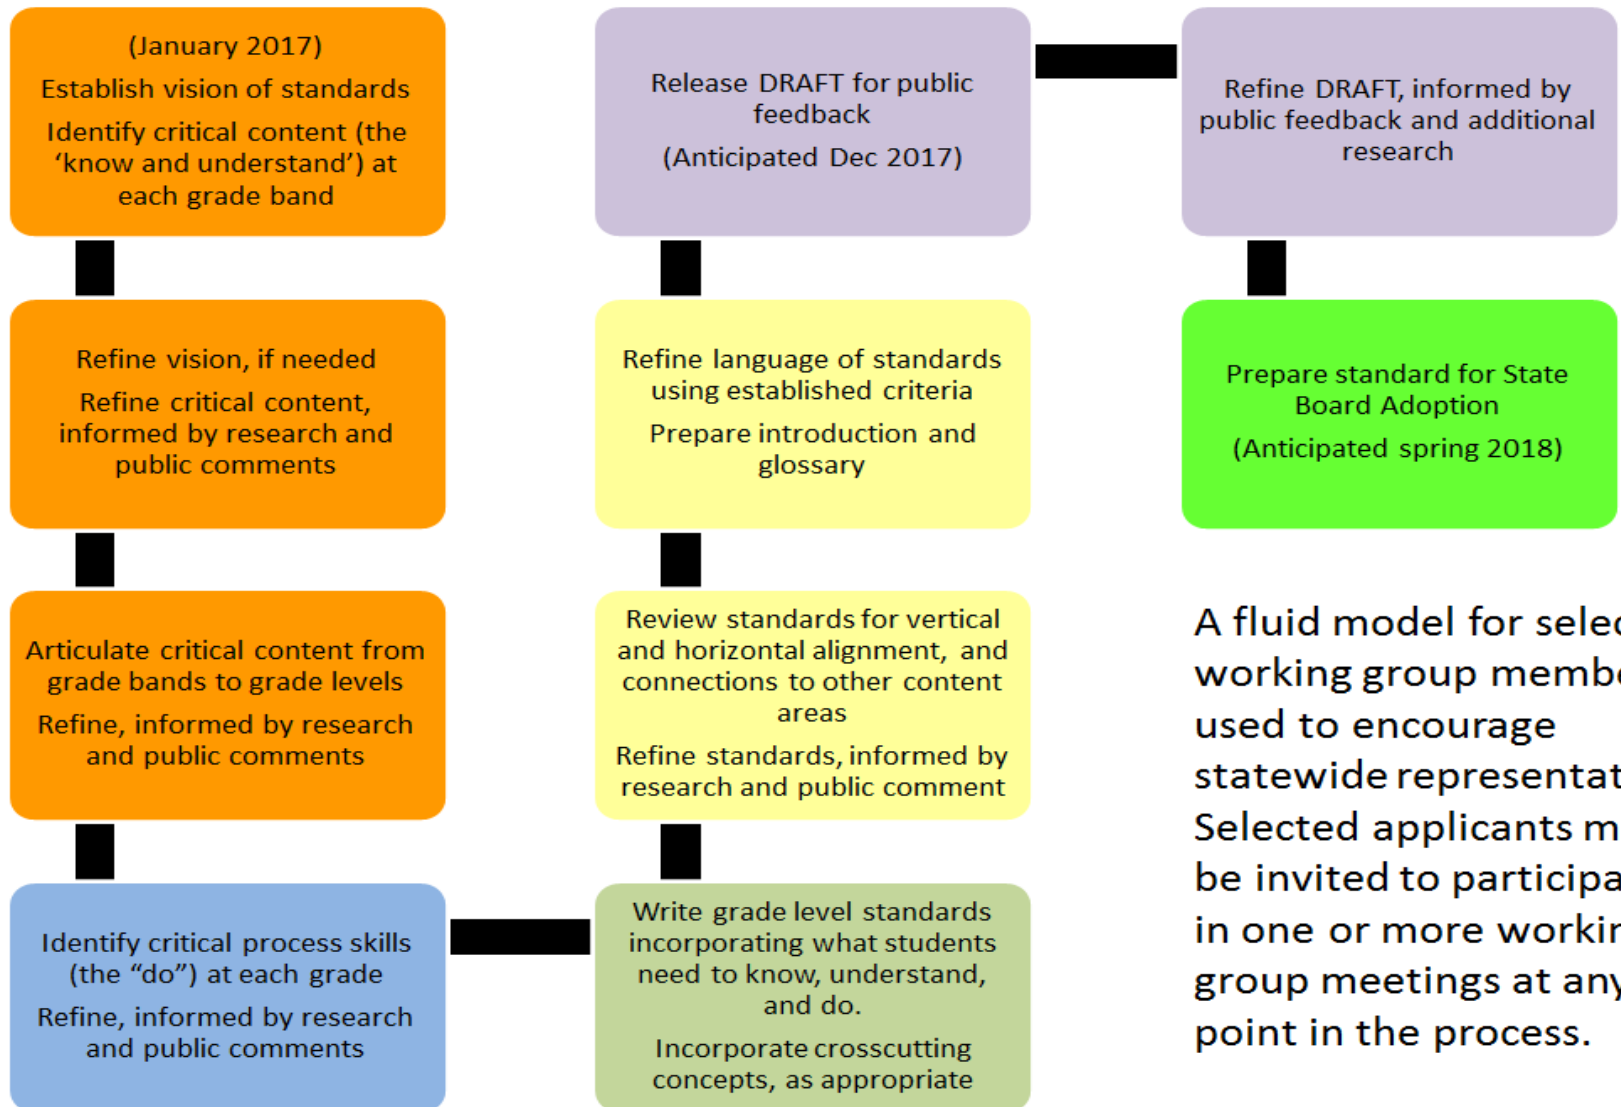 (January 2017)
Establish vision of standards
Identify critical content (the
‘know and understand’) at
each grade band
Refine vision, if needed
Refine critical content,
informed by research and
public comments
Articulate critical content from
grade bands to grade levels
Refine, informed by research
and public comments
Identify critical process skills
(the “do”) at each grade
Refine, informed by research
and public comments
Write grade level standards
incorporating what students
need to know, understand,
and do.
Incorporate crosscutting
concepts, as appropriate
Review standards for vertical
and horizontal alignment, and
connections to other content
areas
Refine standards, informed by
research and public comment
Refine language of standards
using established criteria
Prepare introduction and
glossary
Release DRAFT for public
feedback
(Anticipated Dec 2017)
Refine DRAFT, informed by
public feedback and additional
research
Prepare standard for State
Board Adoption
(Anticipated spring 2018)
A fluid model for
working group
used to encourage
statewide
Selected applicants
be invited to
in one or more
group meetings at any
point in the process.